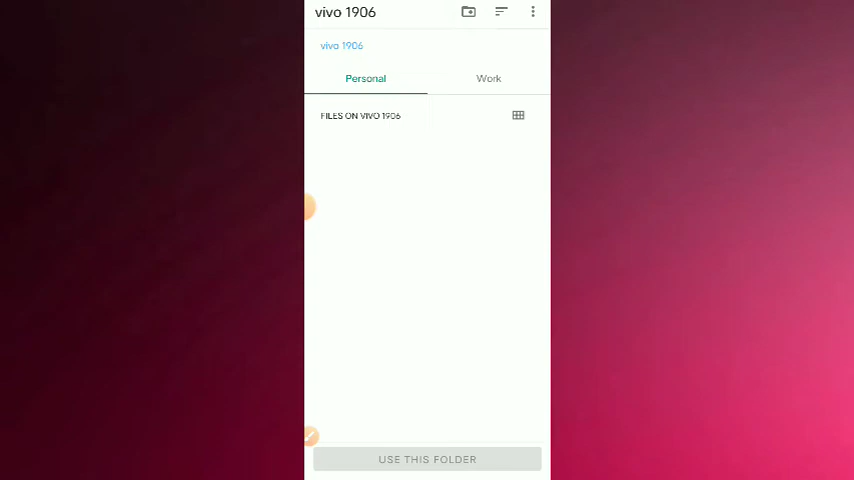 vivo 1906
vivo 1906
Personal
Work
FILES ON VIVO 1906
USE THIS FOLDER